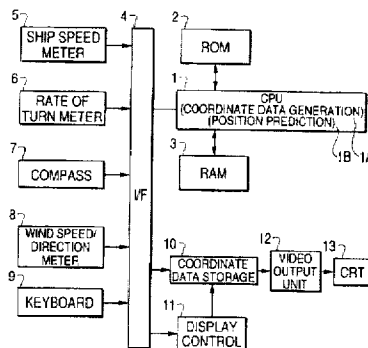 5
SHIP SPEED
METER
6
RATE OF
TURN METER
7
COMPASS
8
WIND SPEED/
DIRECTION
METER
9
KEYBOARD
4
I/F
2
ROM
1
CPU
(COORDINATE DATA GENERATION)
(POSITION PREDICTION)
1B 1A
3
RAM
10
COORDINATE
DATA STORAGE
11
DISPLAY
CONTROL
12
VIDEO
OUTPUT
UNIT
13
CRT